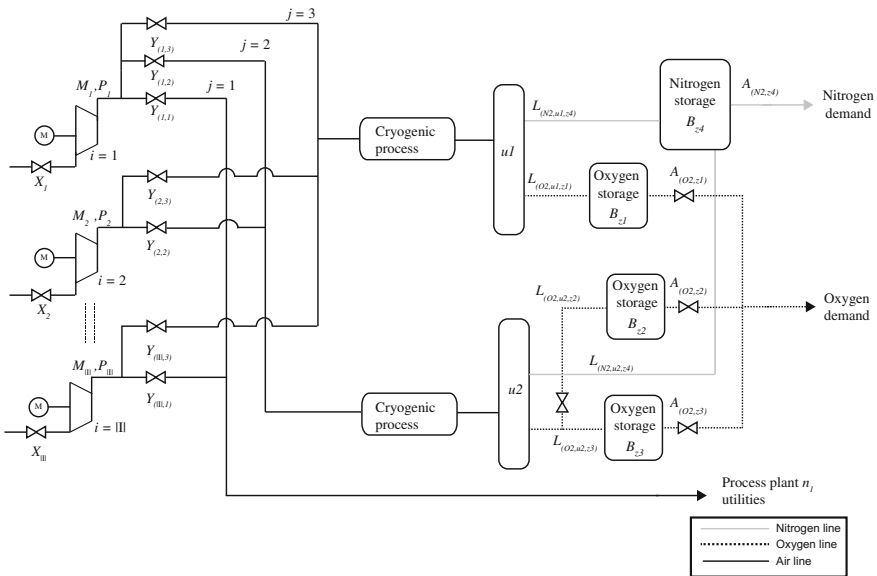 j = 3
Y(1,3)
j = 2
Y(1,2)
j = 1
M1 ,P1
Y(1,1)
M
i = 1
X1
Cryogenic
process
u1
L(N2,u1,z4)
Nitrogen
storage
Bz4
A(N2,z4)
Nitrogen
demand
L(O2,u1,z1)
Oxygen
storage
Bz1
A(O2,z1)
Y(2,3)
M2 ,P2
Y(2,2)
M
i = 2
X2
L(O2,u2,z2)
Oxygen
storage
Bz2
A(O2,z2)
Oxygen
demand
Y(|I|,3)
M|I| ,P|I|
Y(|I|,1)
M
i = |I|
X|I|
Cryogenic
process
u2
L(N2,u2,z4)
L(O2,u2,z3)
Oxygen
storage
Bz3
A(O2,z3)
Process plant n1
utilities
Nitrogen line
Oxygen line
Air line